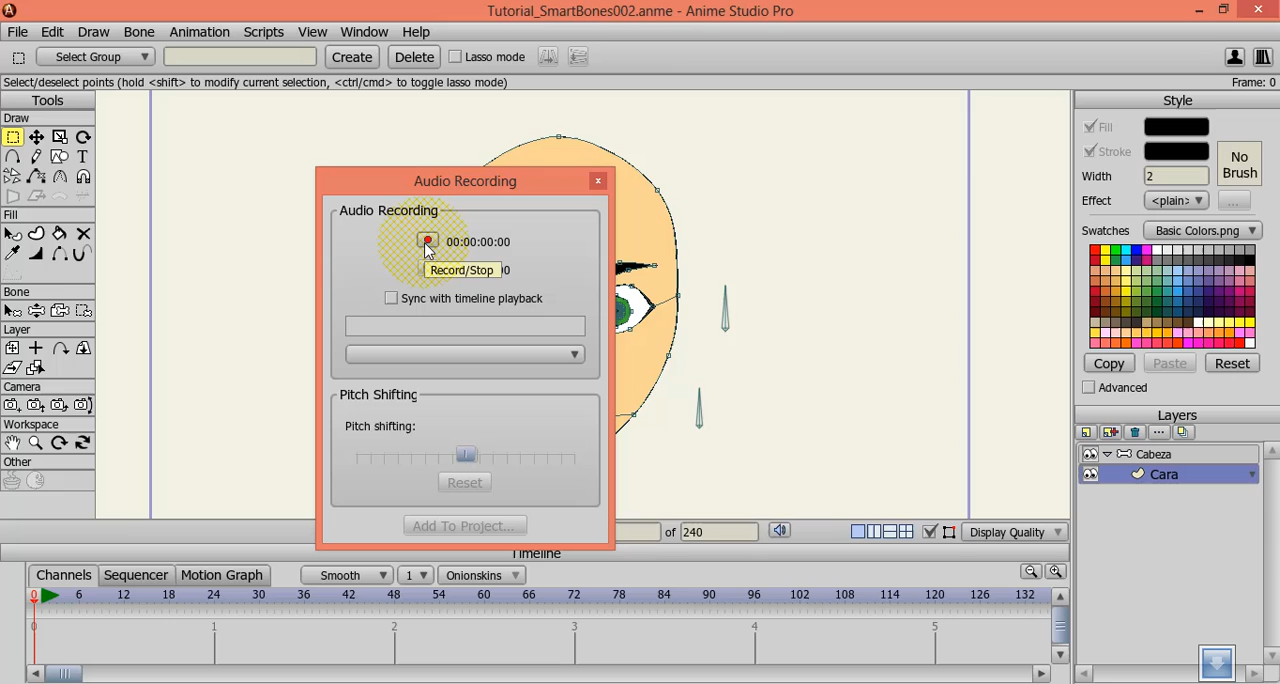 Tutorial_SmartBones002.anme - Anime Studio Pro
File Edit Draw Bone Animation Scripts View Window Help
Select Group Create Delete Lasso mode
Select/deselect points (hold <shift> to modify current selection, <ctrl/cmd> to toggle lasso mode) Frame: 0
Tools
Draw
Fill
Bone
Layer
Camera
Workspace
Other
Audio Recording x
Audio Recording
00:00:00:00
Record/Stop 0
Sync with timeline playback
Pitch Shifting
Pitch shifting:
Reset
Add To Project...
Style
Fill
Stroke
No
Brush
Width 2
Effect <plain> ...
Swatches Basic Colors.png
Copy Paste Reset
Advanced
Layers
Cabeza
Cara
of 240 Display Quality
Timeline
Channels Sequencer Motion Graph Smooth 1 Onionskins
0 6 12 18 24 30 36 42 48 54 60 66 72 78 84 90 96 102 108 114 120 126 132
0 1 2 3 4 5